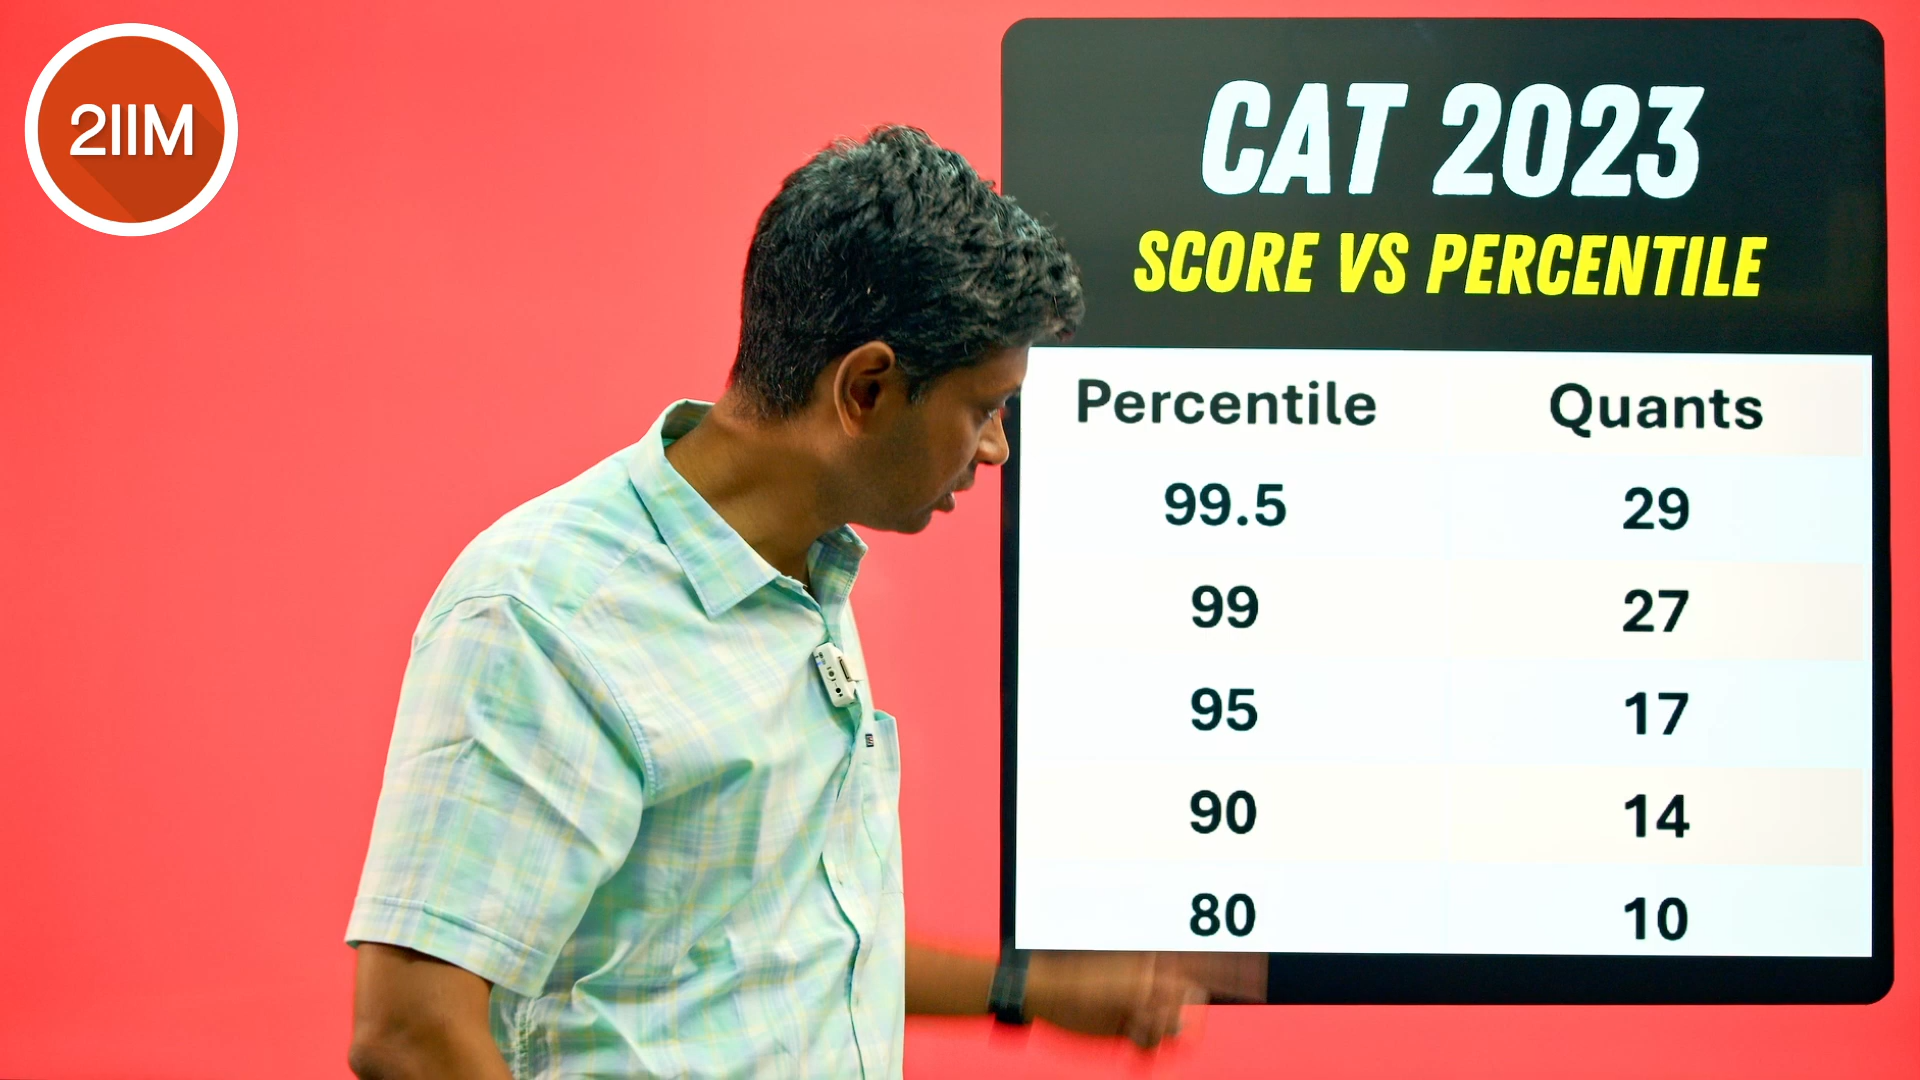 2IIM
CAT 2023
SCORE VS PERCENTILE
Percentile Quants
99.5 29
99 27
95 17
90 14
80 10